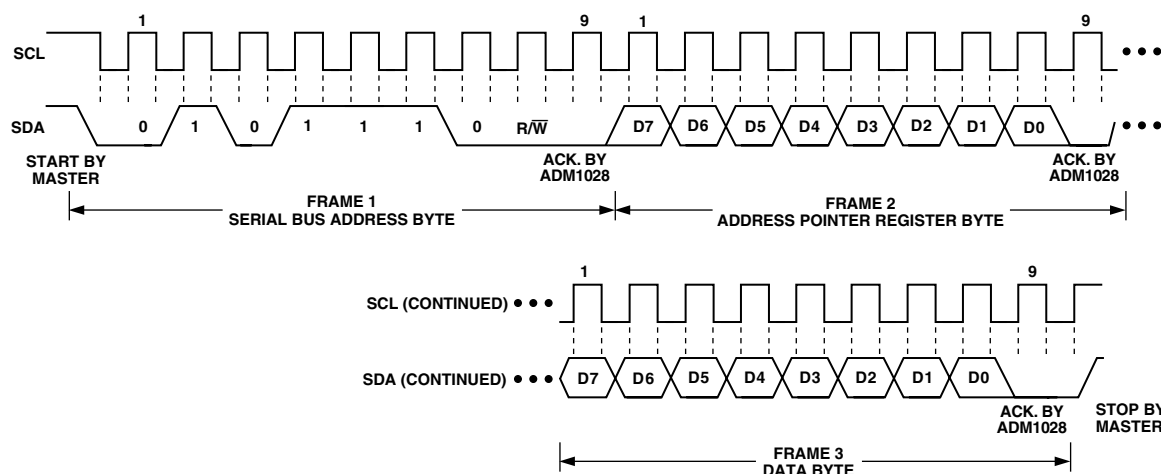 1 9 1 9
SCL
SDA 0 1 0 1 1 1 0 R/W̅ D7 D6 D5 D4 D3 D2 D1 D0
START BY
MASTER
ACK. BY
ADM1028
ACK. BY
ADM1028
FRAME 1
SERIAL BUS ADDRESS BYTE
FRAME 2
ADDRESS POINTER REGISTER BYTE
1 9
SCL (CONTINUED)
SDA (CONTINUED) D7 D6 D5 D4 D3 D2 D1 D0
ACK. BY
ADM1028
STOP BY
MASTER
FRAME 3
DATA BYTE